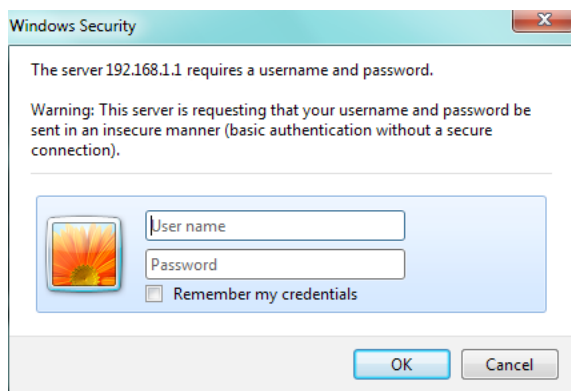 Windows Security
The server 192.168.1.1 requires a username and password.
Warning: This server is requesting that your username and password be
sent in an insecure manner (basic authentication without a secure
connection).
User name
Password
Remember my credentials
OK
Cancel